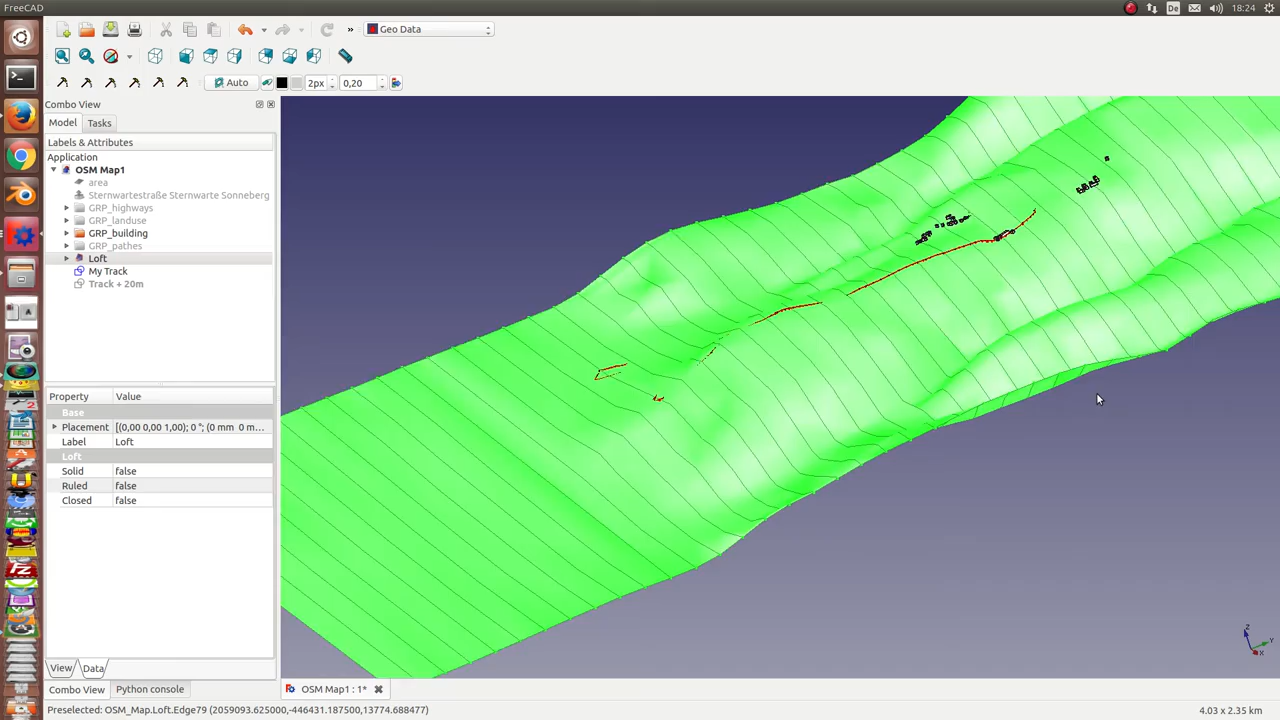 FreeCAD
De
18:24
Geo Data
Auto
2px
0,20
Combo View
Model
Tasks
Labels & Attributes
Application
OSM Map1
area
Sternwartestraße Sternwarte Sonneberg
GRP_highways
GRP_landuse
GRP_building
GRP_pathes
Loft
My Track
Track + 20m
Property
Value
Base
Placement
[(0,00 0,00 1,00); 0 °; (0 mm 0 m...
Label
Loft
Loft
Solid
false
Ruled
false
Closed
false
View
Data
Combo View
Python console
OSM Map1 : 1*
Z
Y
X
Preselected: OSM_Map.Loft.Edge79 (2059093.625000,-446431.187500,13774.688477)
4.03 x 2.35 km